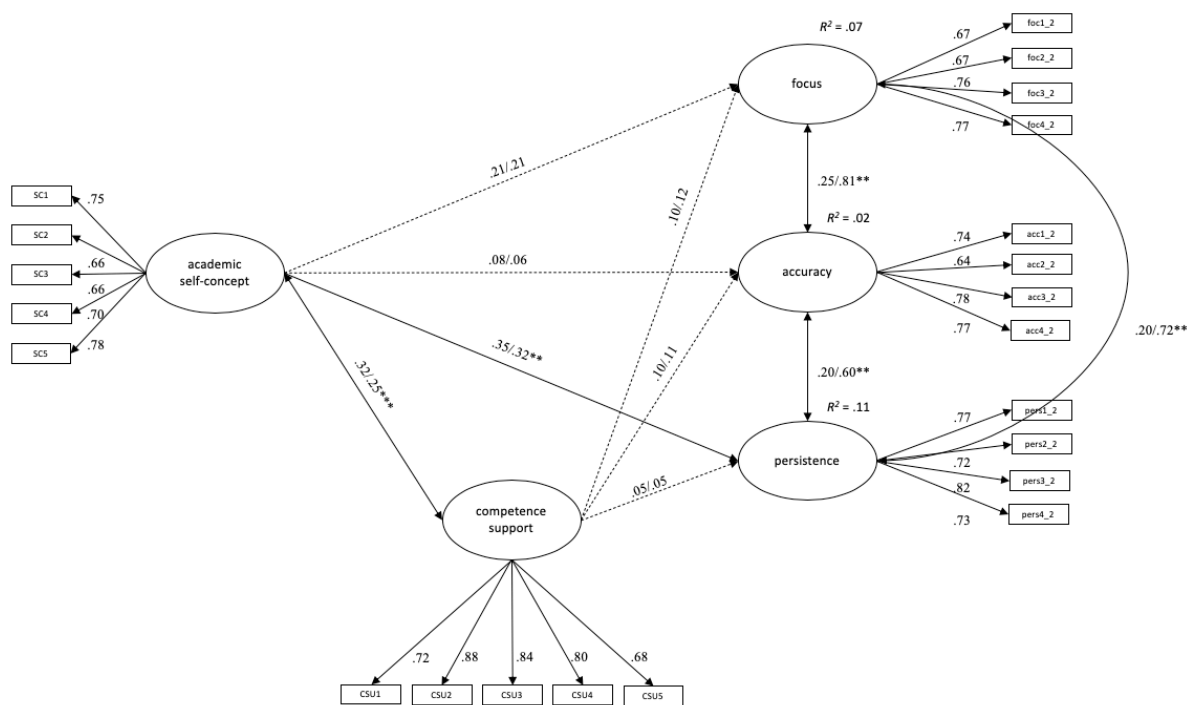 R² = .07
foc1_2
.67
foc2_2
.67
focus
.76
foc3_2
.77
foc4_2
.21/.21
.10/.12
.25/.81**
SC1
.75
R² = .02
SC2
.74
acc1_2
.64
acc2_2
academic
self-concept
SC3
.66
.08/.06
accuracy
.78
acc3_2
SC4
.66
.77
acc4_2
.70
.20/.72**
SC5
.78
.35/.32**
.10/.11
.32/.25***
.20/.60**
R² = .11
.77
pers1_2
pers2_2
persistence
.72
pers3_2
.05/.05
.82
pers4_2
.73
competence
support
.72
.88
.84
.80
.68
CSU1
CSU2
CSU3
CSU4
CSU5